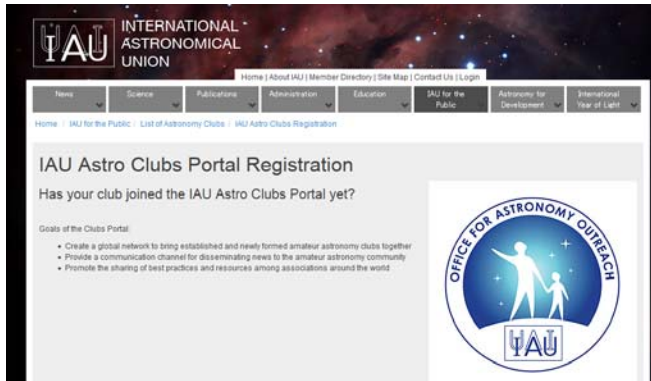 IAU
INTERNATIONAL
ASTRONOMICAL
UNION
Home | About IAU | Member Directory | Site Map | Contact Us | Login
News
Science
Publications
Administration
Education
IAU for the
Public
Astronomy for
Development
International
Year of Light
Home / IAU for the Public / List of Astronomy Clubs / IAU Astro Clubs Registration
IAU Astro Clubs Portal Registration
Has your club joined the IAU Astro Clubs Portal yet?
Goals of the Clubs Portal:
• Create a global network to bring established and newly formed amateur astronomy clubs together
• Provide a communication channel for disseminating news to the amateur astronomy community
• Promote the sharing of best practices and resources among associations around the world
OFFICE FOR ASTRONOMY OUTREACH
IAU